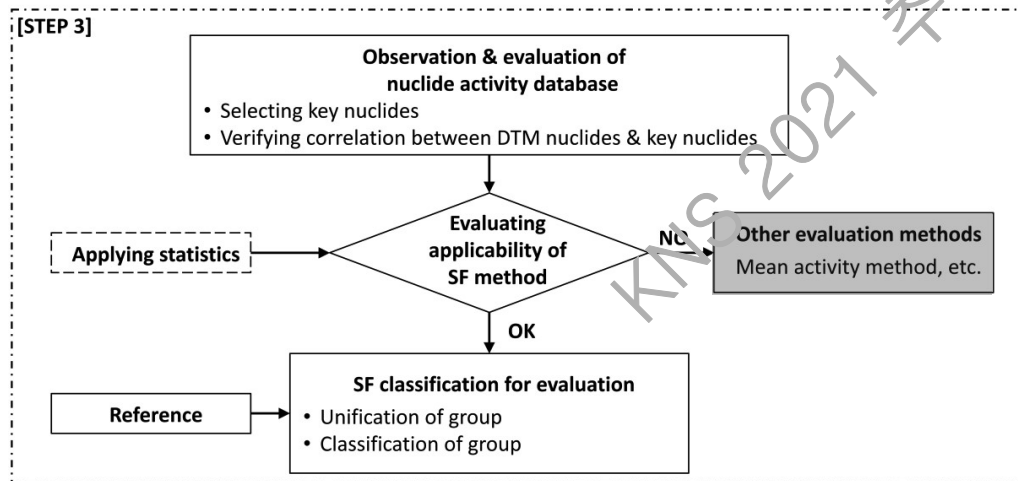 [STEP 3]
Observation & evaluation of
nuclide activity database
• Selecting key nuclides
• Verifying correlation between DTM nuclides & key nuclides
Applying statistics
Evaluating
applicability of
SF method
NO
Other evaluation methods
Mean activity method, etc.
OK
Reference
SF classification for evaluation
• Unification of group
• Classification of group
KNS 2021